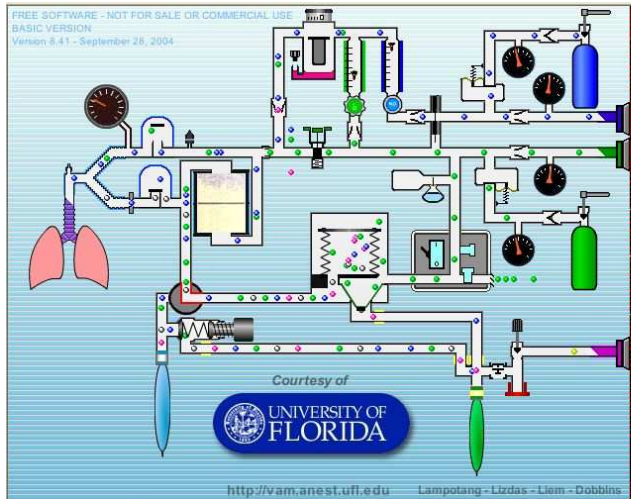 FREE SOFTWARE - NOT FOR SALE OR COMMERCIAL USE
BASIC VERSION
Version 8.41 - September 28, 2004
Courtesy of
UNIVERSITY OF
FLORIDA
http://vam.anest.ufl.edu
Lampotang - Lizdas - Liem - Dobbins